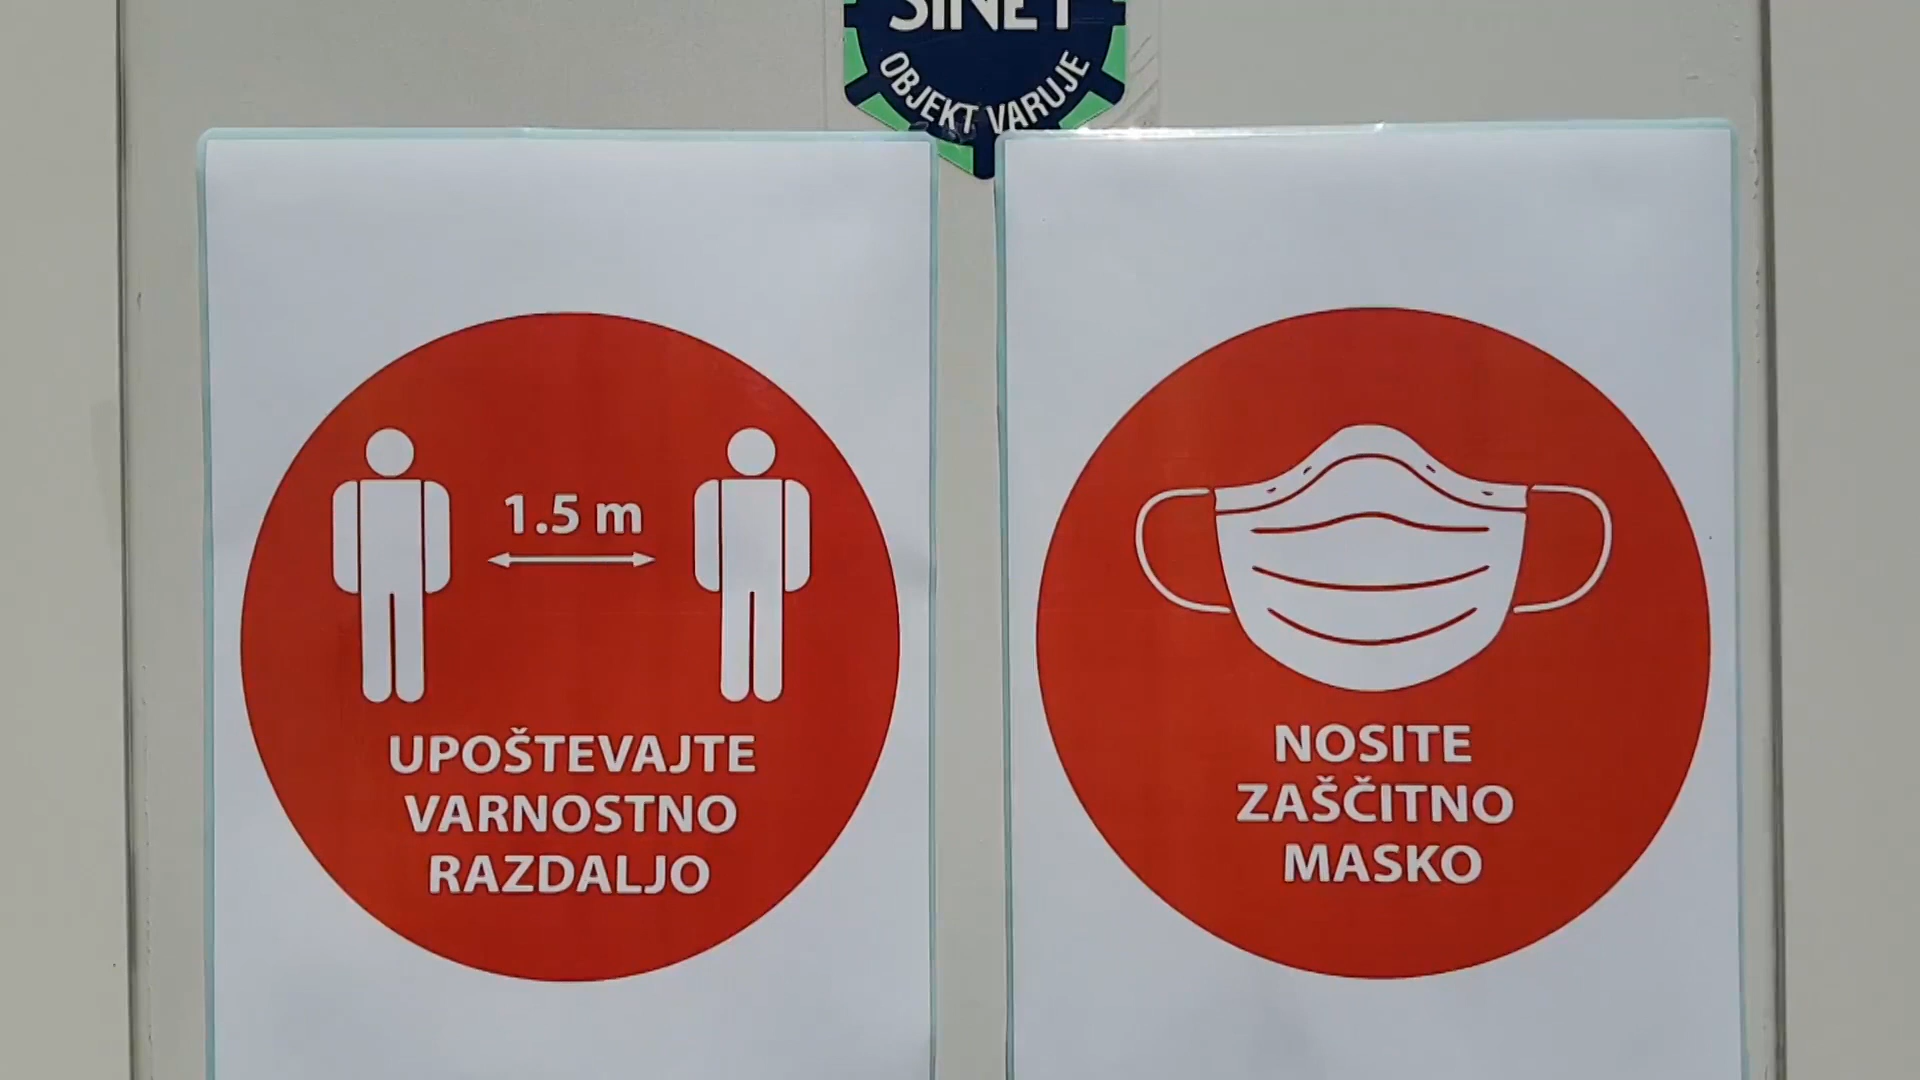 SINET
OBJEKT VARUJE
1.5 m
UPOŠTEVAJTE
VARNOSTNO
RAZDALJO
NOSITE
ZAŠČITNO
MASKO